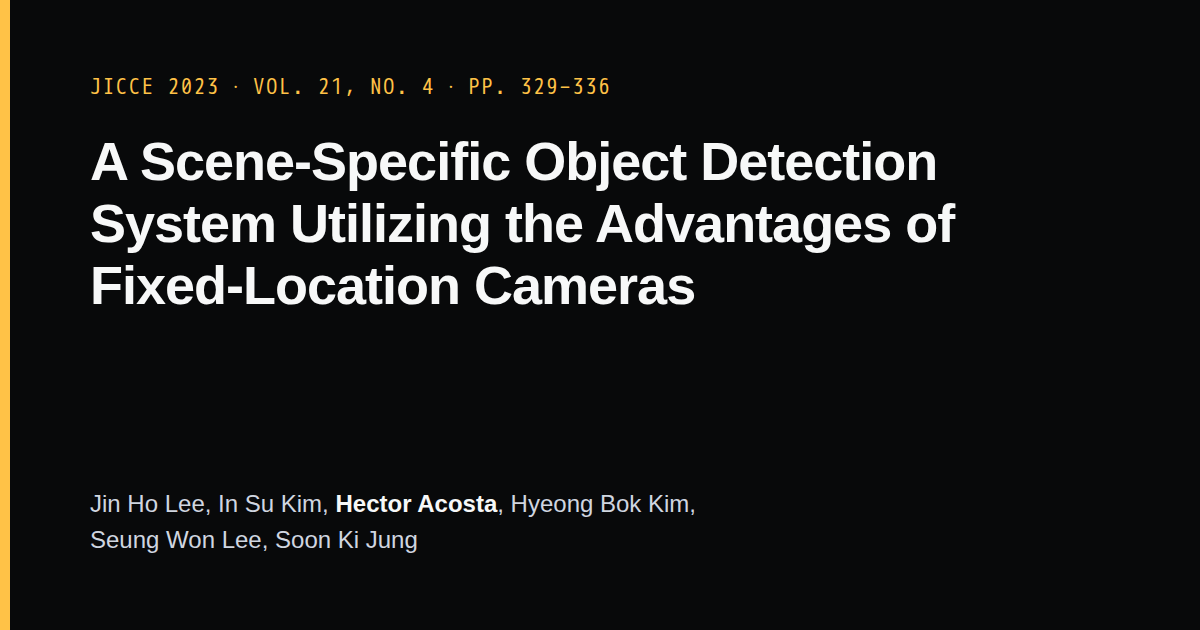 JICCE 2023 · VOL. 21, NO. 4 · PP. 329–336
A Scene-Specific Object Detection
System Utilizing the Advantages of
Fixed-Location Cameras
Jin Ho Lee, In Su Kim, Hector Acosta, Hyeong Bok Kim,
Seung Won Lee, Soon Ki Jung